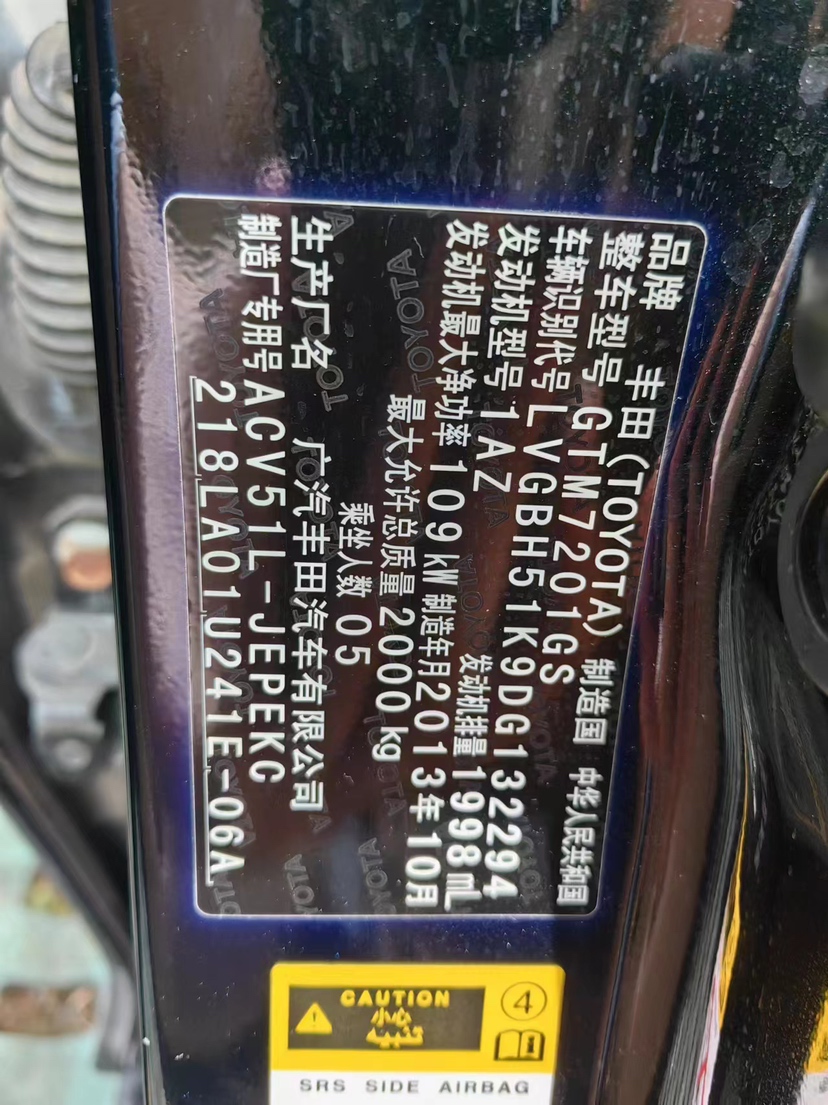 品牌 丰田(TOYOTA) 制造国 中华人民共和国
整车型号 GTM7201GS
车辆识别代号 LVGBH51K9DG132294
发动机型号 1AZ 发动机排量 1998mL
发动机最大净功率 109kW 制造年月 2013年10月
最大允许总质量 2000kg
乘坐人数 05
生产厂名 广汽丰田汽车有限公司
制造厂专用号 ACV51L-JEPEKC
218LA01U241E-06A
CAUTION
小心
تنبيه
4
SRS SIDE AIRBAG